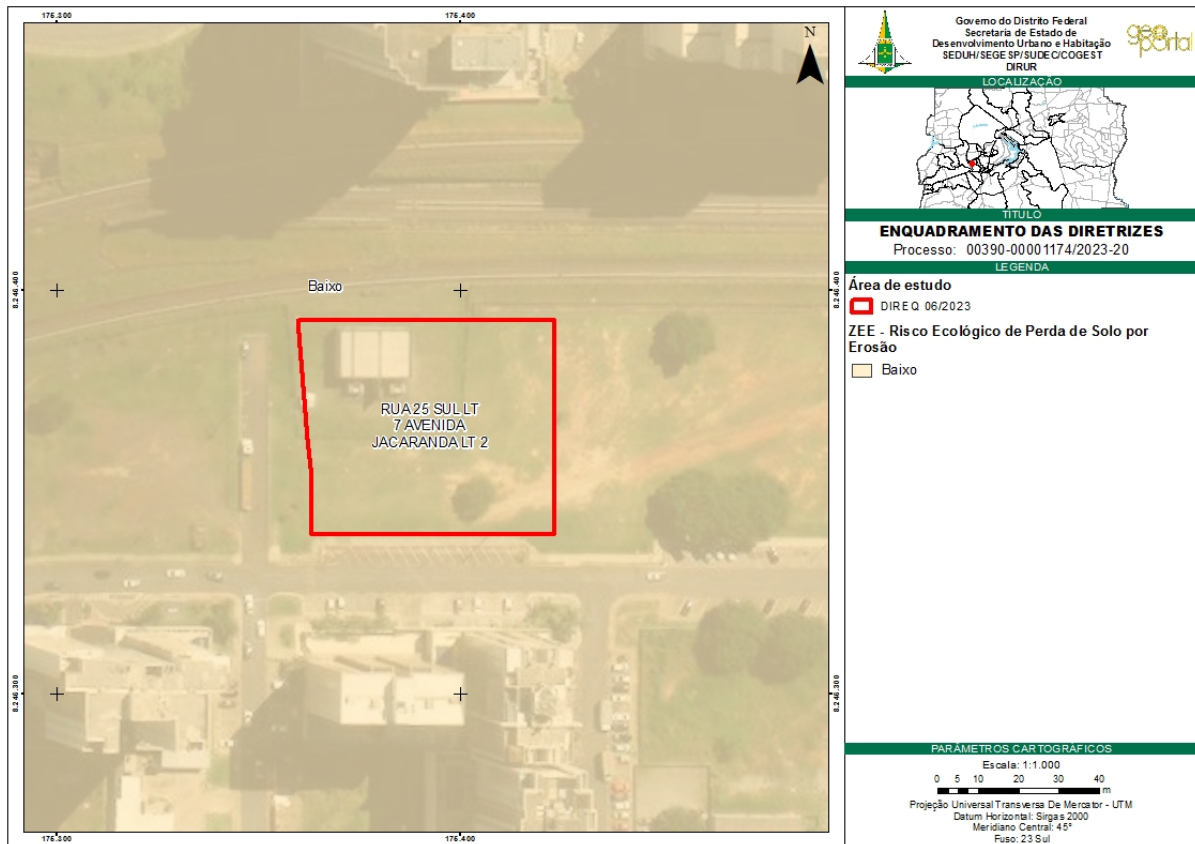 176.300
176.400
N
8.246.400
8.246.400
Baixo
RUA 25 SUL LT
7 AVENIDA
JACARANDA LT 2
8.246.300
8.246.300
176.300
176.400
Governo do Distrito Federal
Secretaria de Estado de
Desenvolvimento Urbano e Habitação
SEDUH/SEGESP/SUDEC/COGEST
DIRUR
geo
portal
LOCALIZAÇÃO
TÍTULO
ENQUADRAMENTO DAS DIRETRIZES
Processo: 00390-00001174/2023-20
LEGENDA
Área de estudo
DIREQ 06/2023
ZEE - Risco Ecológico de Perda de Solo por
Erosão
Baixo
PARÂMETROS CARTOGRÁFICOS
Escala: 1:1.000
0 5 10 20 30 40
m
Projeção Universal Transversa De Mercator - UTM
Datum Horizontal: Sirgas 2000
Meridiano Central: 45°
Fuso: 23 Sul